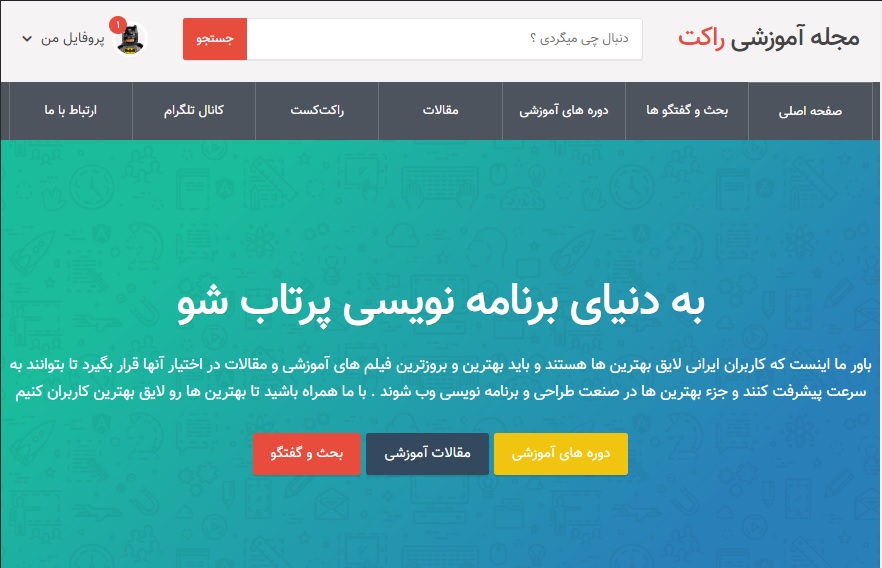 مجله آموزشی راکت
دنبال چی میگردی ؟
جستجو
۱
پروفایل من
صفحه اصلی
بحث و گفتگو ها
دوره های آموزشی
مقالات
راکت‌کست
کانال تلگرام
ارتباط با ما
به دنیای برنامه نویسی پرتاب شو
باور ما اینست که کاربران ایرانی لایق بهترین ها هستند و باید بهترین و بروزترین فیلم های آموزشی و مقالات در اختیار آنها قرار بگیرد تا بتوانند به
سرعت پیشرفت کنند و جزء بهترین ها در صنعت طراحی و برنامه نویسی وب شوند . با ما همراه باشید تا بهترین ها رو لایق بهترین کاربران کنیم
دوره های آموزشی
مقالات آموزشی
بحث و گفتگو